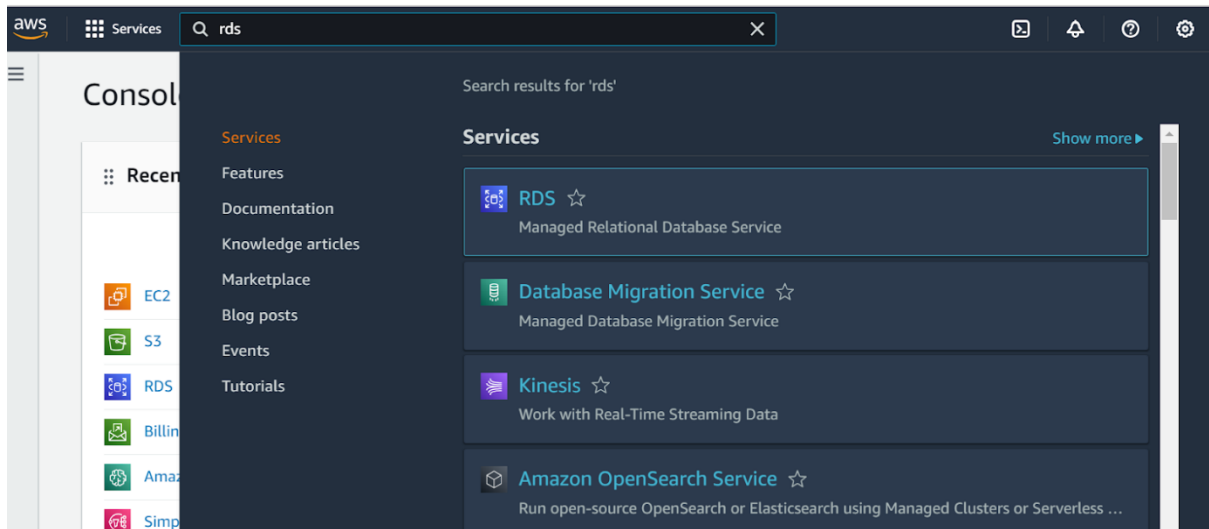 aws
Services
rds
Consol
Recen
EC2
S3
RDS
Billin
Amaz
Simp
Search results for 'rds'
Services
Features
Documentation
Knowledge articles
Marketplace
Blog posts
Events
Tutorials
Services
Show more
RDS
Managed Relational Database Service
Database Migration Service
Managed Database Migration Service
Kinesis
Work with Real-Time Streaming Data
Amazon OpenSearch Service
Run open-source OpenSearch or Elasticsearch using Managed Clusters or Serverless ...